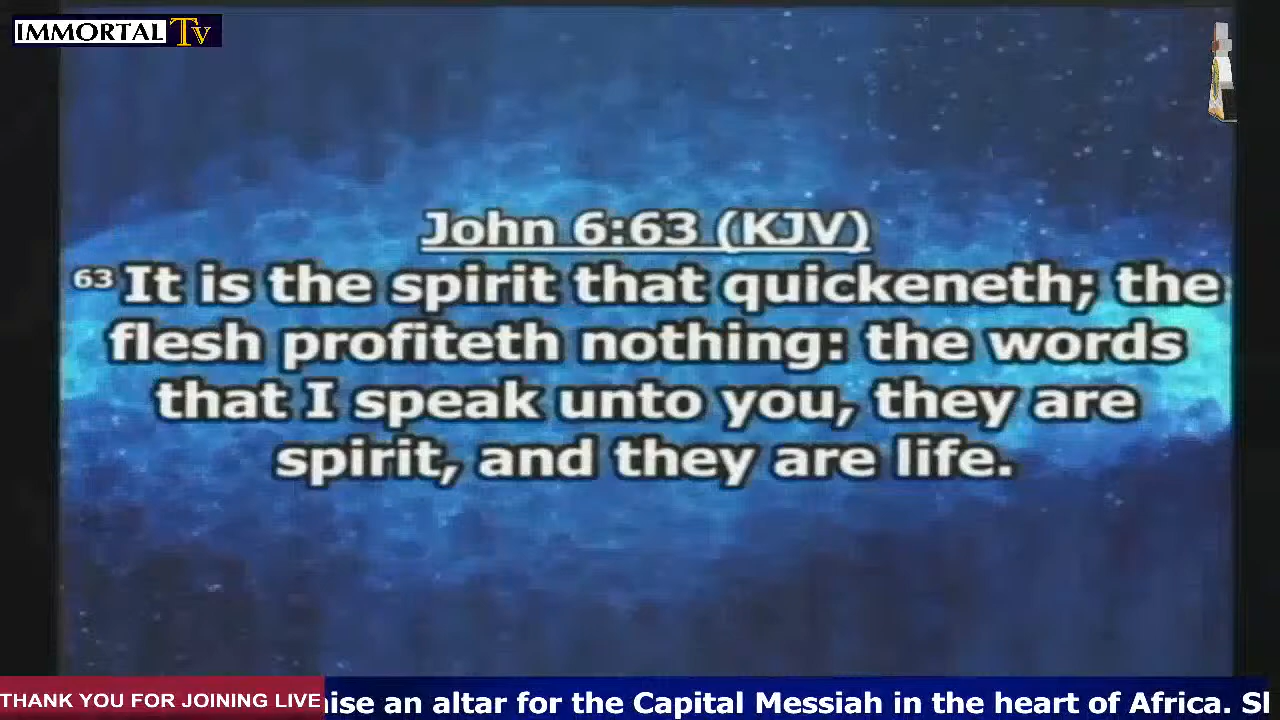 IMMORTAL Tv
John 6:63 (KJV)
63 It is the spirit that quickeneth; the
flesh profiteth nothing: the words
that I speak unto you, they are
spirit, and they are life.
THANK YOU FOR JOINING LIVE
an altar for the Capital Messiah in the heart of Africa.